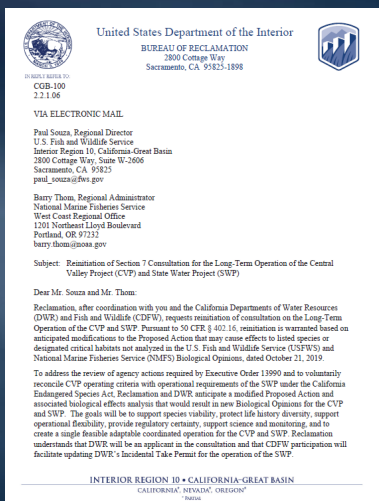 United States Department of the Interior
BUREAU OF RECLAMATION
2800 Cottage Way
Sacramento, CA 95825-1898
IN REPLY REFER TO:
CGB-100
2.2.1.06
VIA ELECTRONIC MAIL
Paul Souza, Regional Director
U.S. Fish and Wildlife Service
Interior Region 10, California-Great Basin
2800 Cottage Way, Suite W-2606
Sacramento, CA 95825
paul_souza@fws.gov
Barry Thom, Regional Administrator
National Marine Fisheries Service
West Coast Regional Office
1201 Northeast Lloyd Boulevard
Portland, OR 97232
barry.thom@noaa.gov
Subject: Reinitiation of Section 7 Consultation for the Long-Term Operation of the Central
Valley Project (CVP) and State Water Project (SWP)
Dear Mr. Souza and Mr. Thom:
Reclamation, after coordination with you and the California Departments of Water Resources
(DWR) and Fish and Wildlife (CDFW), requests reinitiation of consultation on the Long-Term
Operation of the CVP and SWP. Pursuant to 50 CFR § 402.16, reinitiation is warranted based on
anticipated modifications to the Proposed Action that may cause effects to listed species or
designated critical habitats not analyzed in the U.S. Fish and Wildlife Service (USFWS) and
National Marine Fisheries Service (NMFS) Biological Opinions, dated October 21, 2019.
To address the review of agency actions required by Executive Order 13990 and to voluntarily
reconcile CVP operating criteria with operational requirements of the SWP under the California
Endangered Species Act, Reclamation and DWR anticipate a modified Proposed Action and
associated biological effects analysis that would result in new Biological Opinions for the CVP
and SWP. The goals will be to support species viability, protect life history diversity, support
operational flexibility, provide regulatory certainty, support science and monitoring, and to
create a single feasible adaptable coordinated operation for the CVP and SWP. Reclamation
understands that DWR will be an applicant in the consultation and that CDFW participation will
facilitate updating DWR's Incidental Take Permit for the operation of the SWP.
INTERIOR REGION 10 • CALIFORNIA-GREAT BASIN
CALIFORNIA*, NEVADA*, OREGON*
* PARTIAL